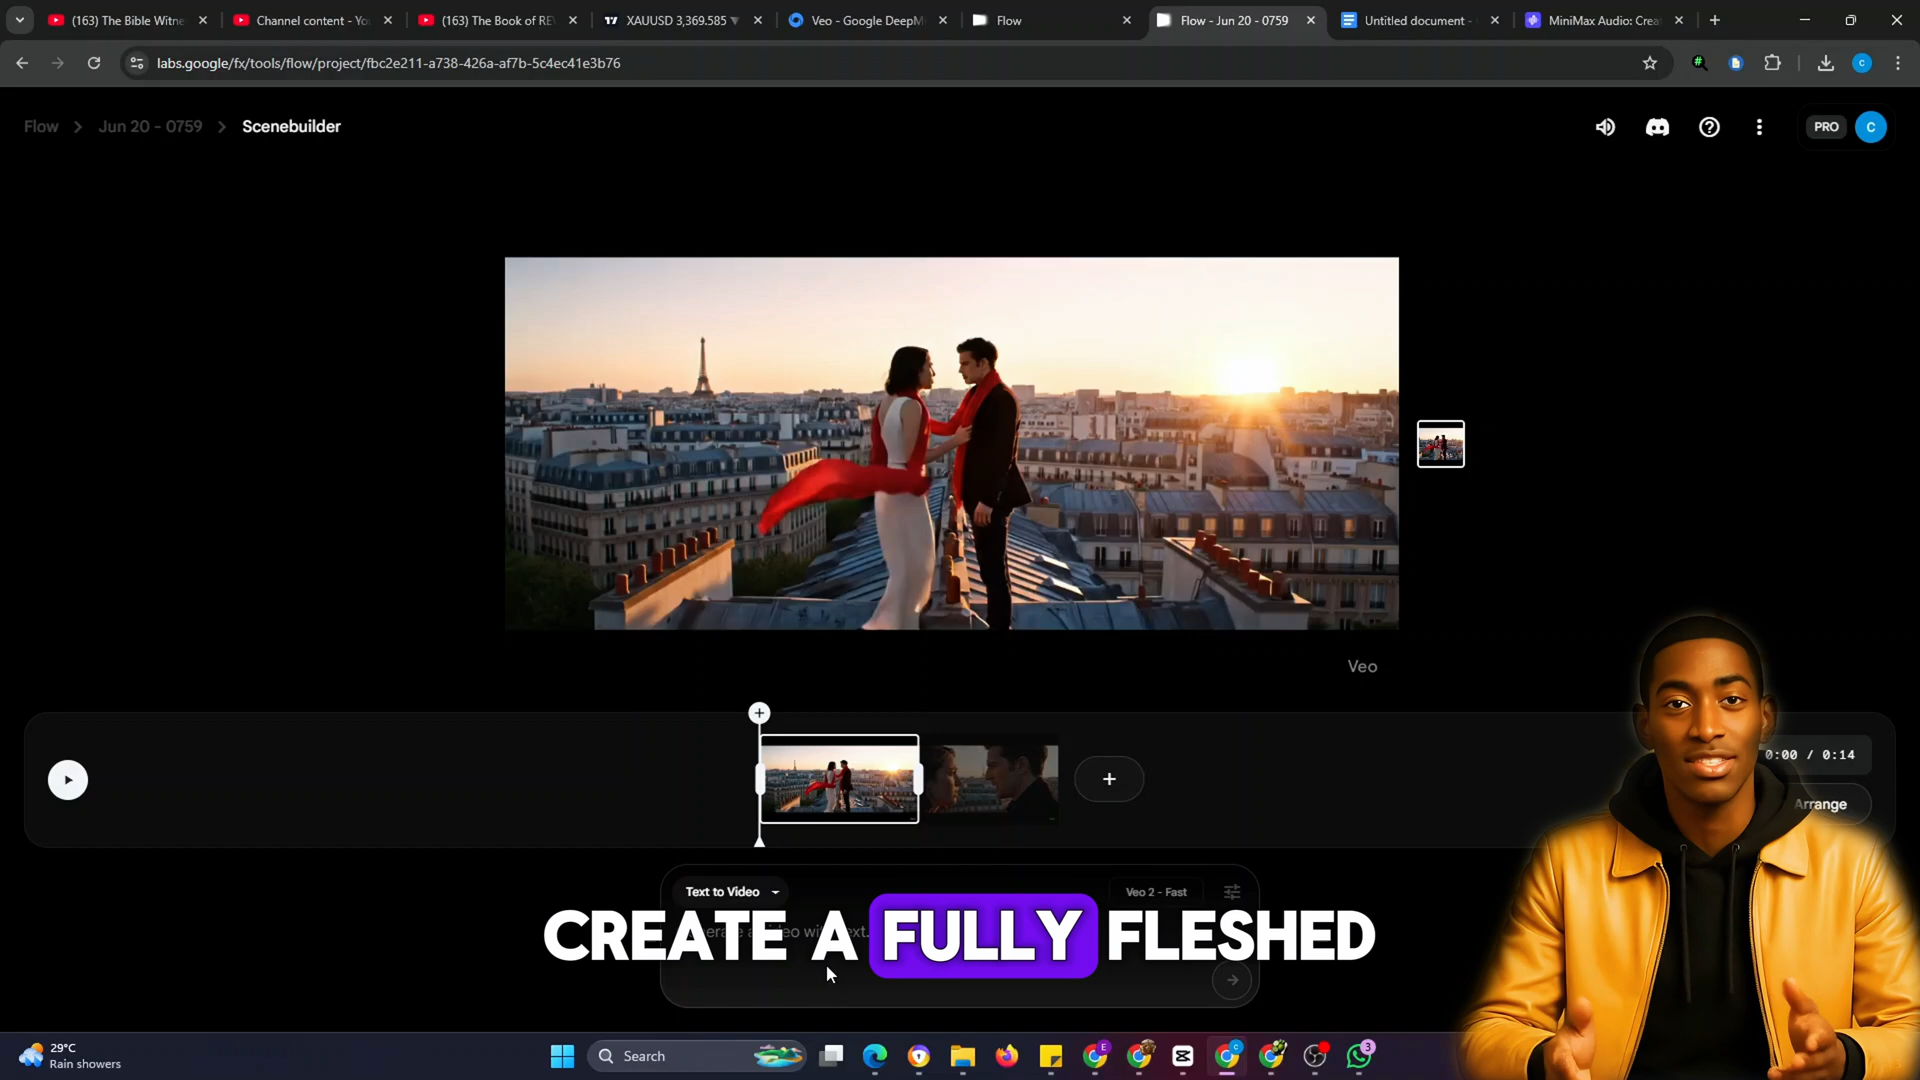 (163) The Bible Witne
Channel content - Yo
(163) The Book of RE
XAUUSD 3,369.585
Veo - Google DeepM
Flow
Flow - Jun 20 - 0759
Untitled document -
MiniMax Audio: Crea
labs.google/fx/tools/flow/project/fbc2e211-a738-426a-af7b-5c4ec41e3b76
C
Flow > Jun 20 - 0759 > Scenebuilder
PRO
C
Veo
0:00 / 0:14
Arrange
Text to Video
Veo 2 - Fast
CREATE A FULLY FLESHED
29°C
Rain showers
Search
E
C
3